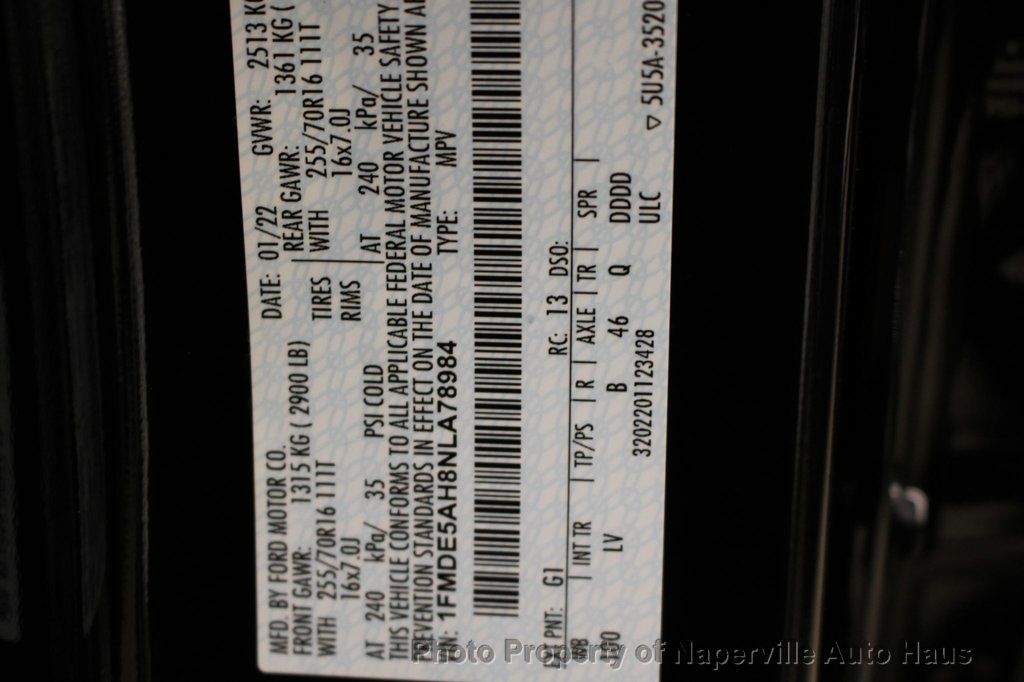 MFD. BY FORD MOTOR CO.
DATE: 01/22 GVWR: 2513 KG
FRONT GAWR: 1315 KG ( 2900 LB) REAR GAWR: 1361 KG (
WITH 255/70R16 111T TIRES WITH 255/70R16 111T
16x7.0J RIMS 16x7.0J
AT 240 kPa/ 35 PSI COLD AT 240 kPa/ 35
THIS VEHICLE CONFORMS TO ALL APPLICABLE FEDERAL MOTOR VEHICLE SAFETY
STANDARDS IN EFFECT ON THE DATE OF MANUFACTURE SHOWN
1FMDE5AH8NLA78984 TYPE: MPV
PNT: G1 RC: 13 DSO:
INT TR TP/PS R AXLE TR SPR
LV B 46 Q DDDD
3202201123428 ULC
▽ 5U5A-3520
Photo Property of Naperville Auto Haus